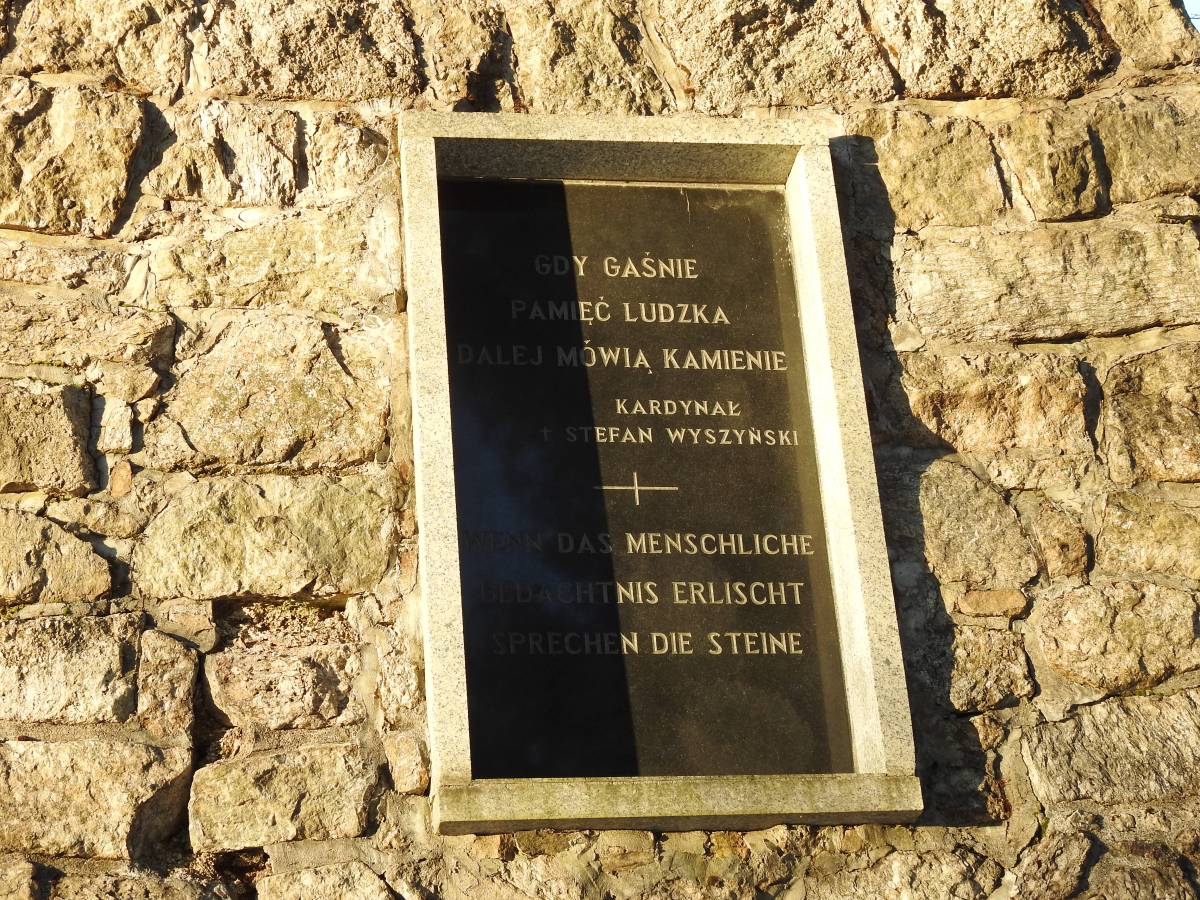 GDY GAŚNIE
PAMIĘĆ LUDZKA
DALEJ MÓWIĄ KAMIENIE
KARDYNAŁ
† STEFAN WYSZYŃSKI
WENN DAS MENSCHLICHE
GEDÄCHTNIS ERLISCHT
SPRECHEN DIE STEINE